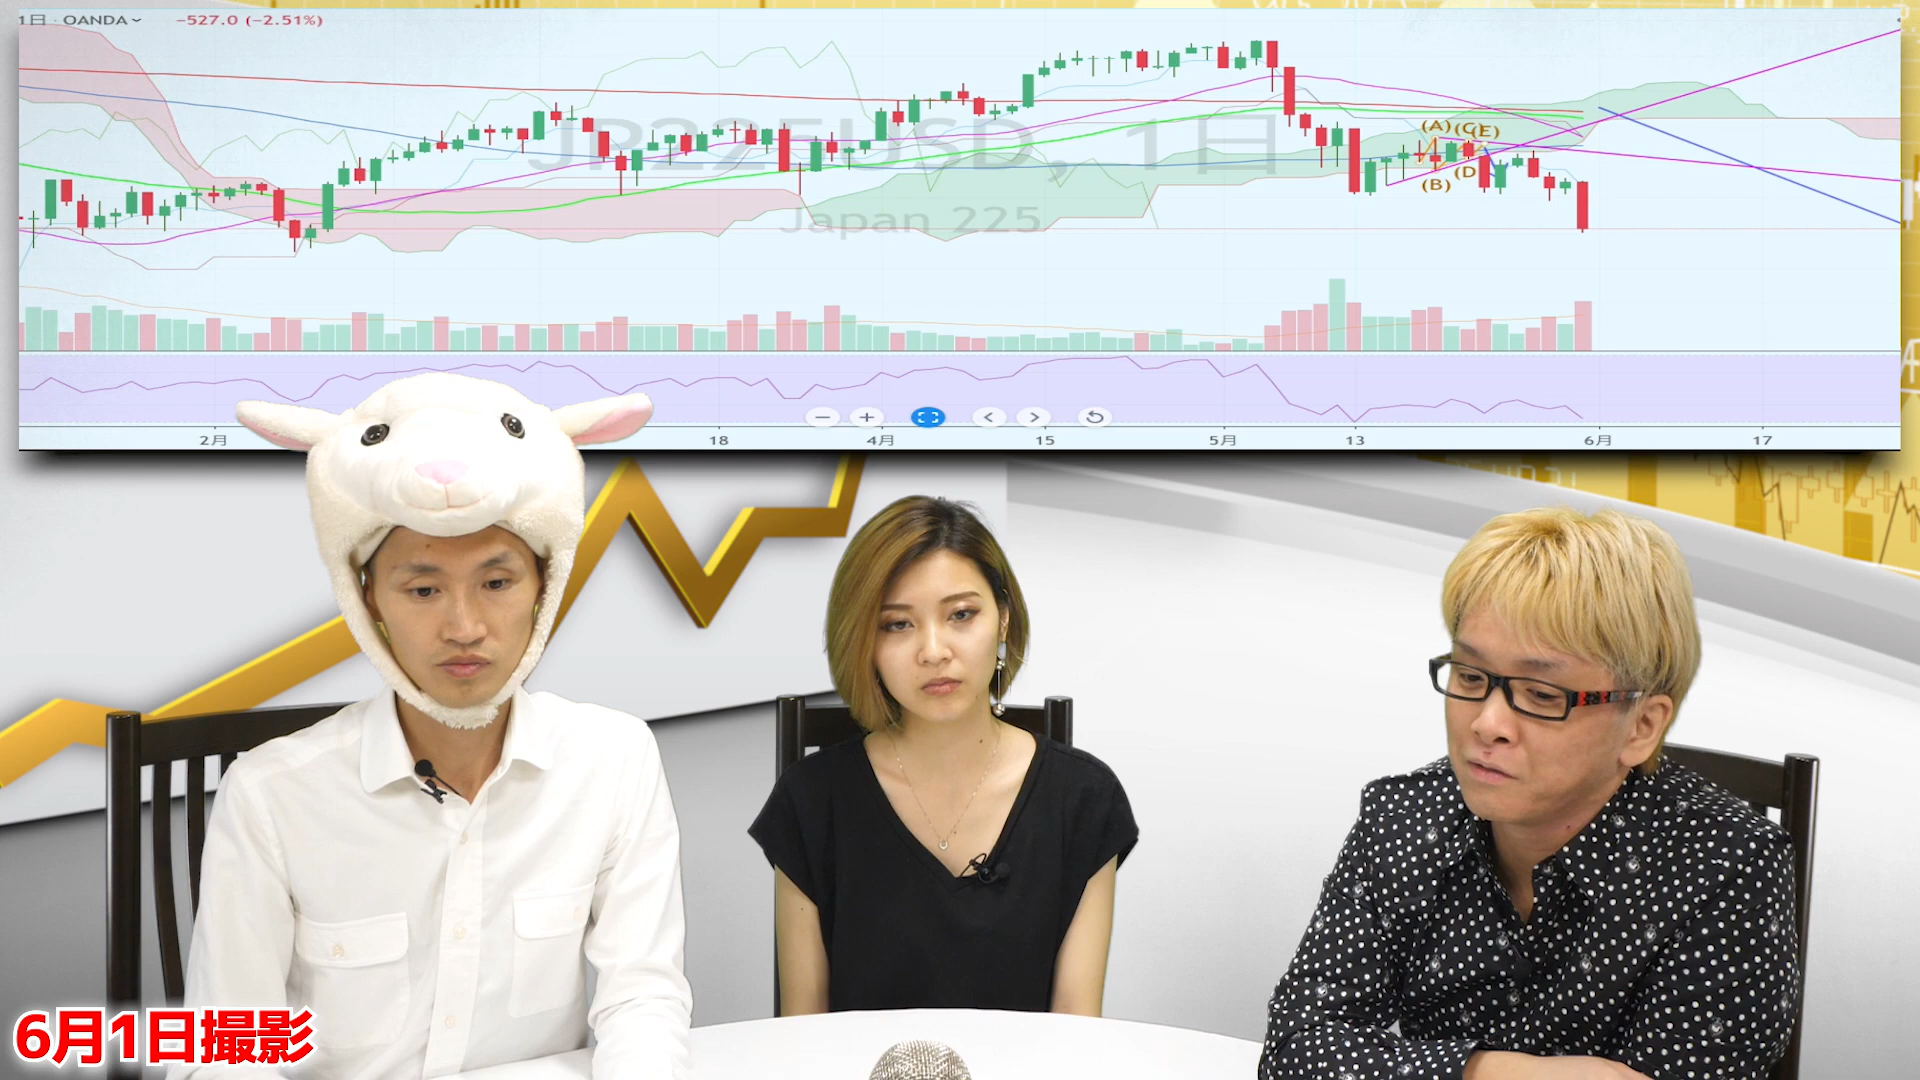 1日 · OANDA −527.0 (−2.51%)
JP225USD, 1日
Japan 225
(A) (C) (E)
(B) (D)
2月 18 4月 15 5月 13 6月 17
6月1日撮影